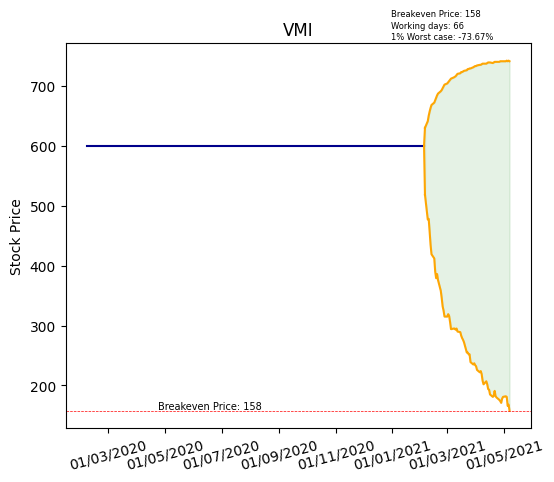 Breakeven Price: 158
Working days: 66
1% Worst case: -73.67%
VMI
Stock Price
700
600
500
400
300
200
Breakeven Price: 158
01/03/2020 01/05/2020 01/07/2020 01/09/2020 01/11/2020 01/01/2021 01/03/2021 01/05/2021